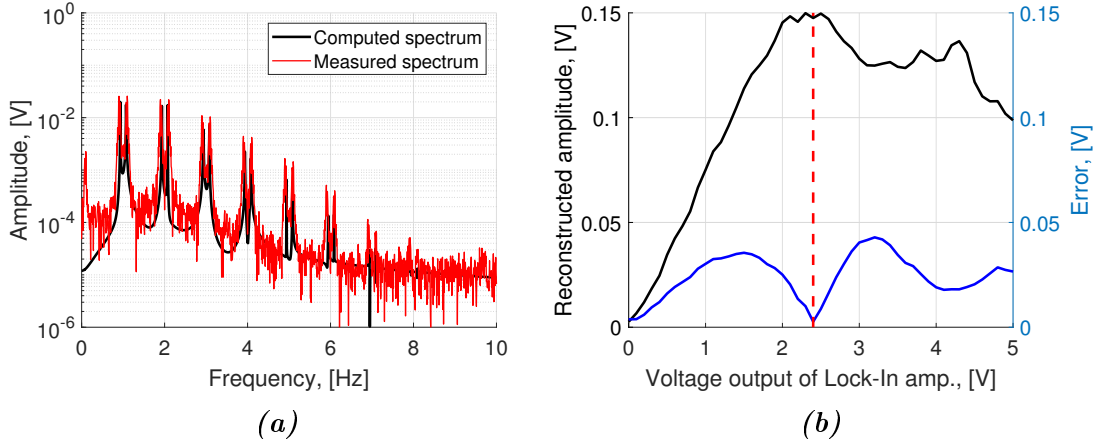 10^0
10^-2
10^-4
10^-6
Amplitude, [V]
Computed spectrum
Measured spectrum
0 2 4 6 8 10
Frequency, [Hz]
(a)
0.15
0.1
0.05
0
Reconstructed amplitude, [V]
0.15
0.1
0.05
0
Error, [V]
0 1 2 3 4 5
Voltage output of Lock-In amp., [V]
(b)